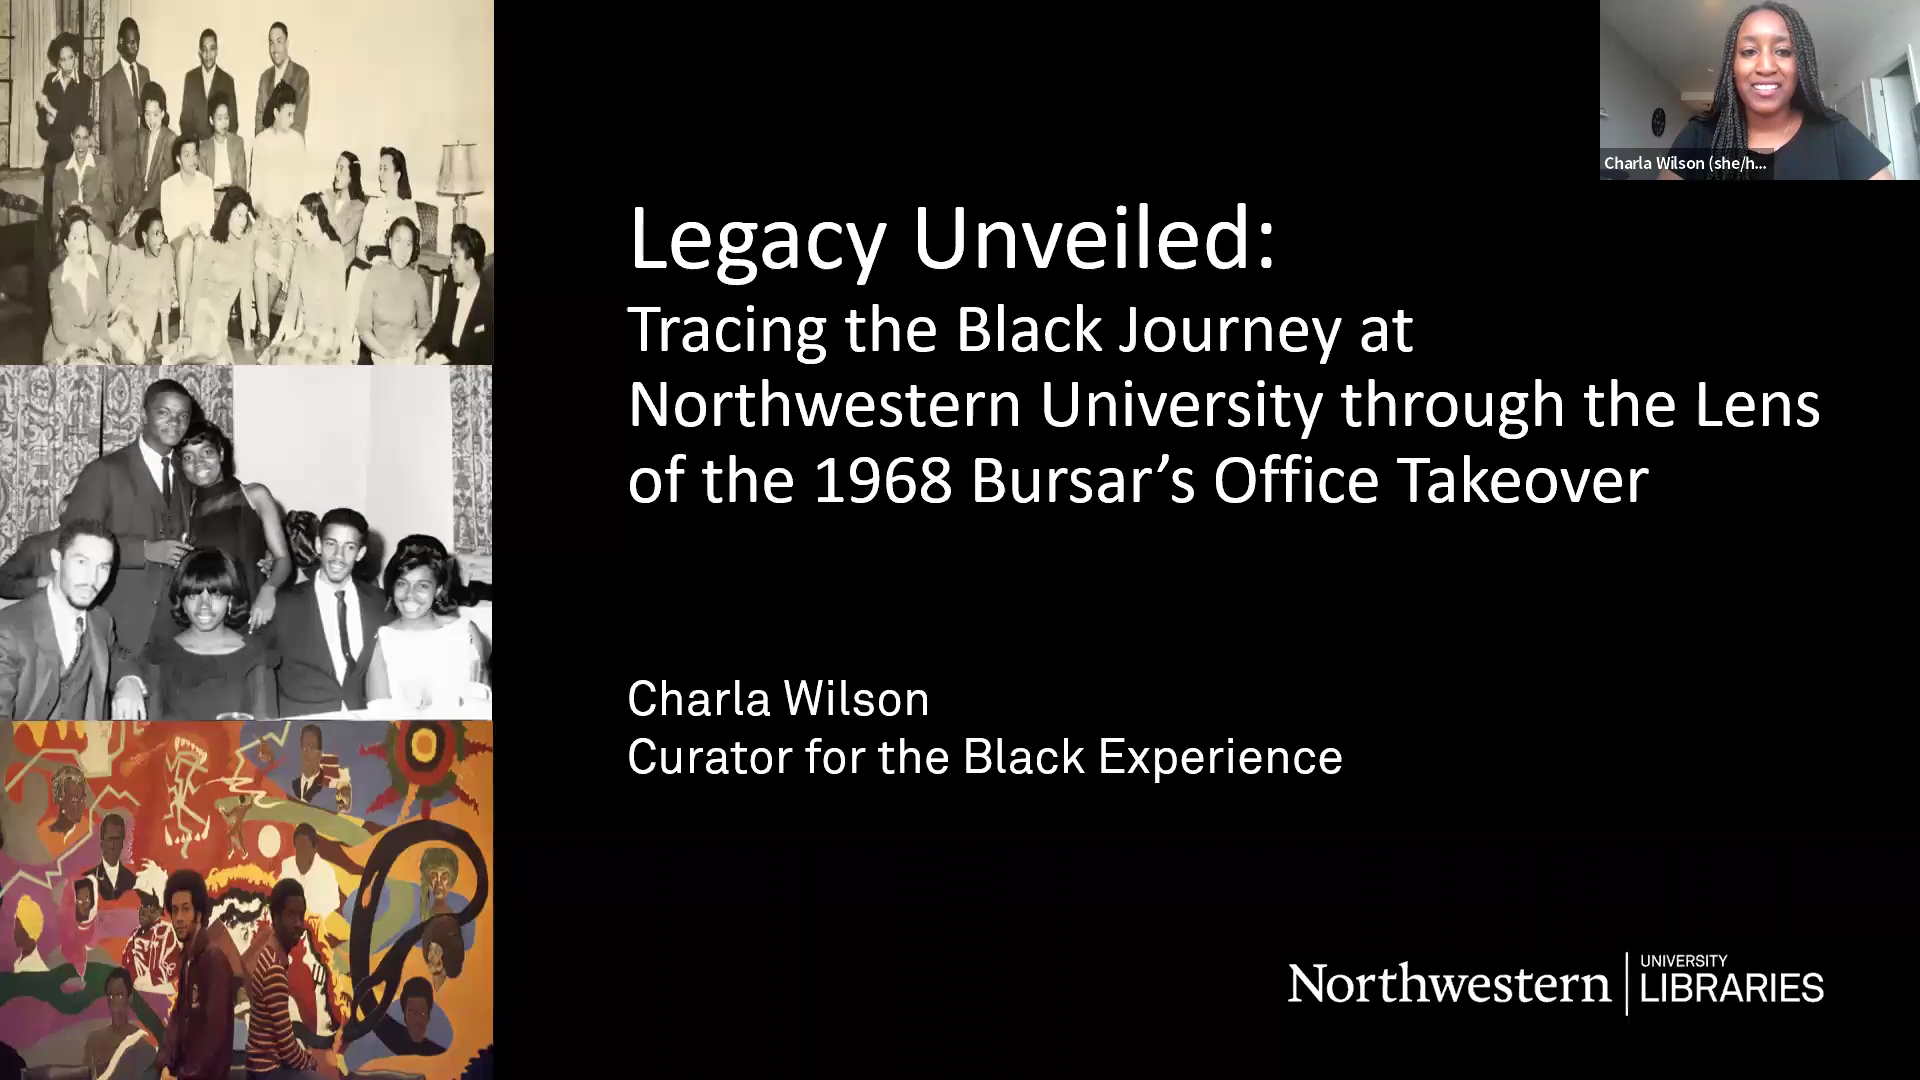 Charla Wilson (she/h...
Legacy Unveiled:
Tracing the Black Journey at
Northwestern University through the Lens
of the 1968 Bursar’s Office Takeover
Charla Wilson
Curator for the Black Experience
Northwestern
UNIVERSITY
LIBRARIES